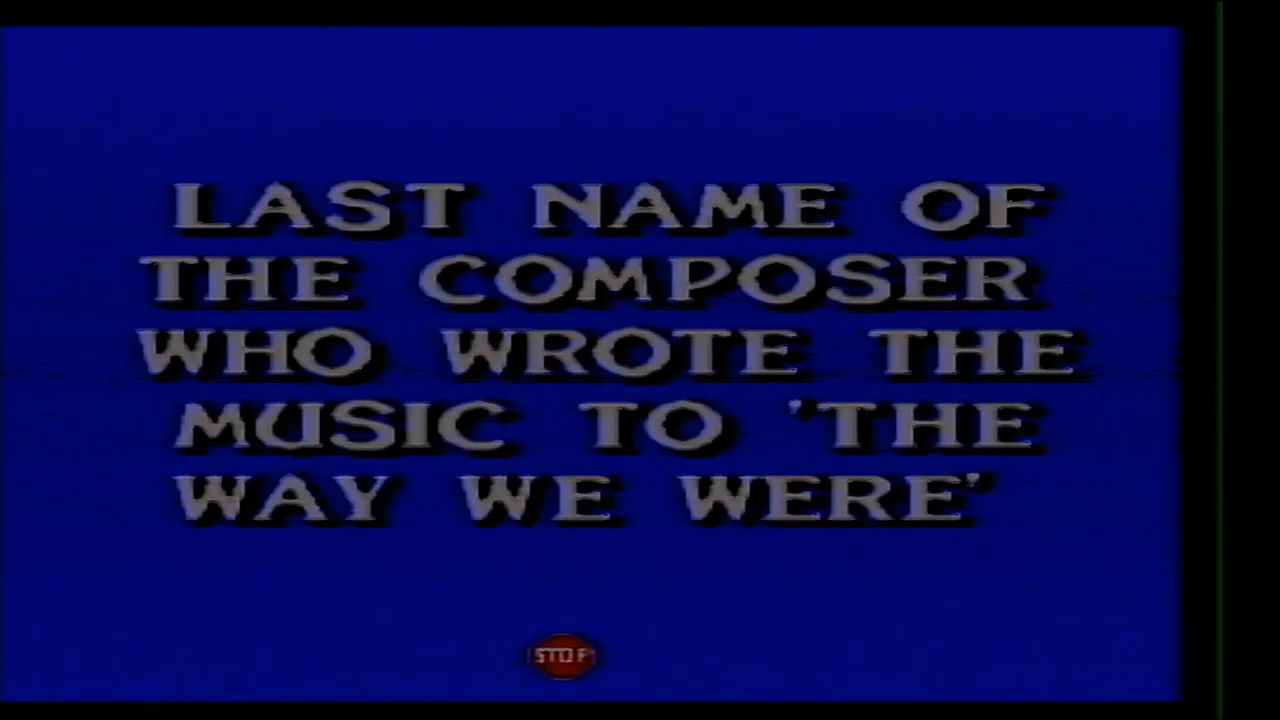 LAST NAME OF
THE COMPOSER
WHO WROTE THE
MUSIC TO 'THE
WAY WE WERE'
STOP